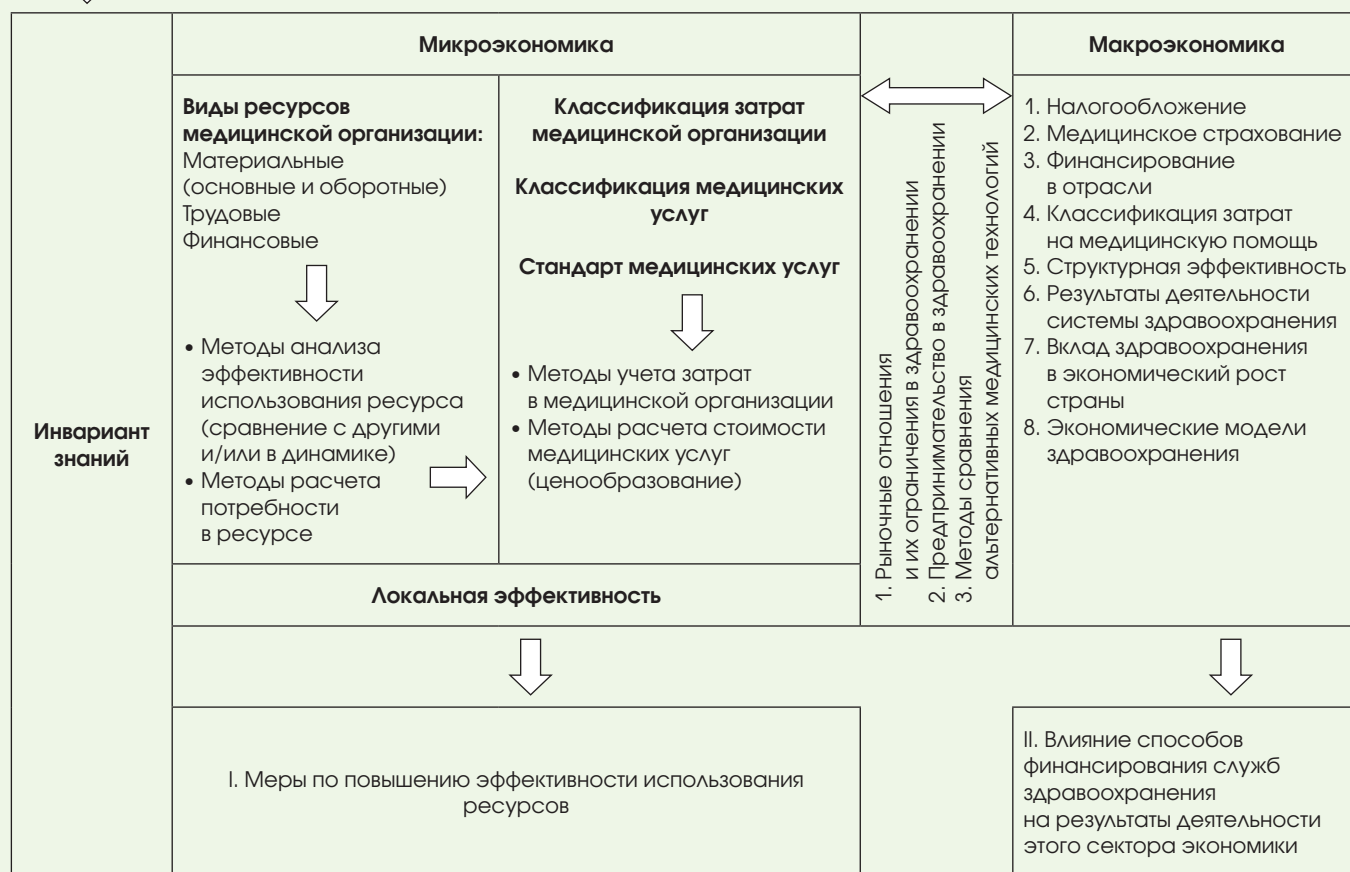 Микроэкономика
Макроэкономика
Инвариант
знаний
Виды ресурсов
медицинской организации:
Материальные
(основные и оборотные)
Трудовые
Финансовые
• Методы анализа
эффективности
использования ресурса
(сравнение с другими
и/или в динамике)
• Методы расчета
потребности
в ресурсе
Классификация затрат
медицинской организации
Классификация медицинских
услуг
Стандарт медицинских услуг
• Методы учета затрат
в медицинской организации
• Методы расчета стоимости
медицинских услуг
(ценообразование)
Локальная эффективность
1. Рыночные отношения
и их ограничения в здравоохранении
2. Предпринимательство в здравоохранении
3. Методы сравнения
альтернативных медицинских технологий
1. Налогообложение
2. Медицинское страхование
3. Финансирование
в отрасли
4. Классификация затрат
на медицинскую помощь
5. Структурная эффективность
6. Результаты деятельности
системы здравоохранения
7. Вклад здравоохранения
в экономический рост
страны
8. Экономические модели
здравоохранения
I. Меры по повышению эффективности использования
ресурсов
II. Влияние способов
финансирования служб
здравоохранения
на результаты деятельности
этого сектора экономики